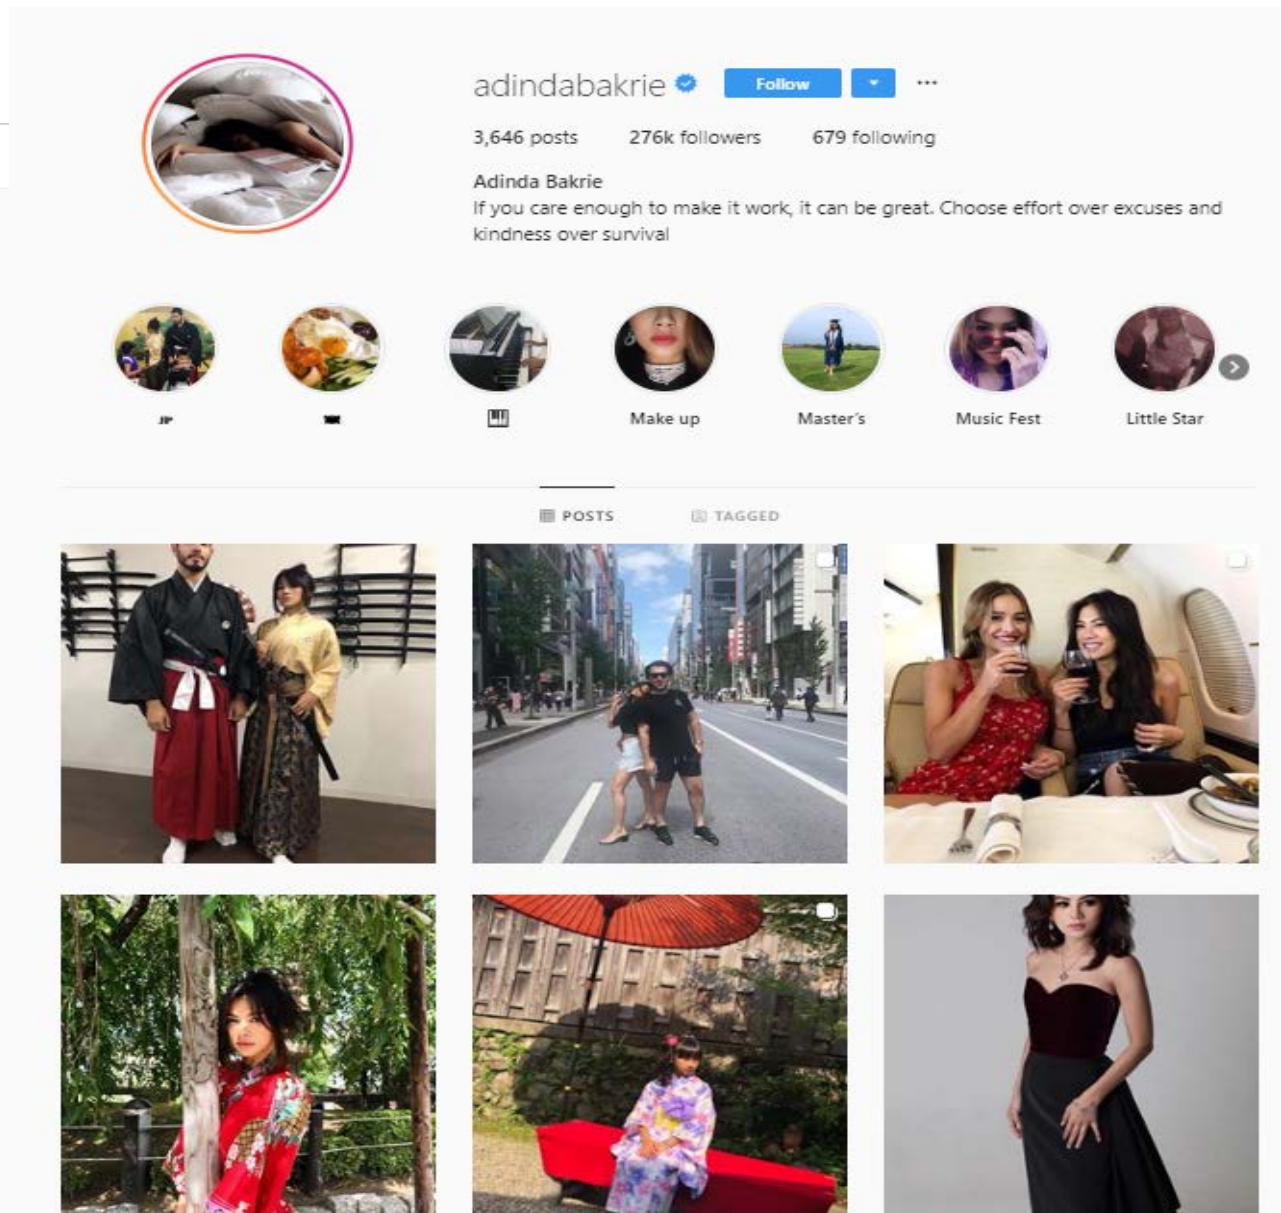 adindabakrie Follow
3,646 posts 276k followers 679 following
Adinda Bakrie
If you care enough to make it work, it can be great. Choose effort over excuses and
kindness over survival
JP Make up Master's Music Fest Little Star
POSTS TAGGED